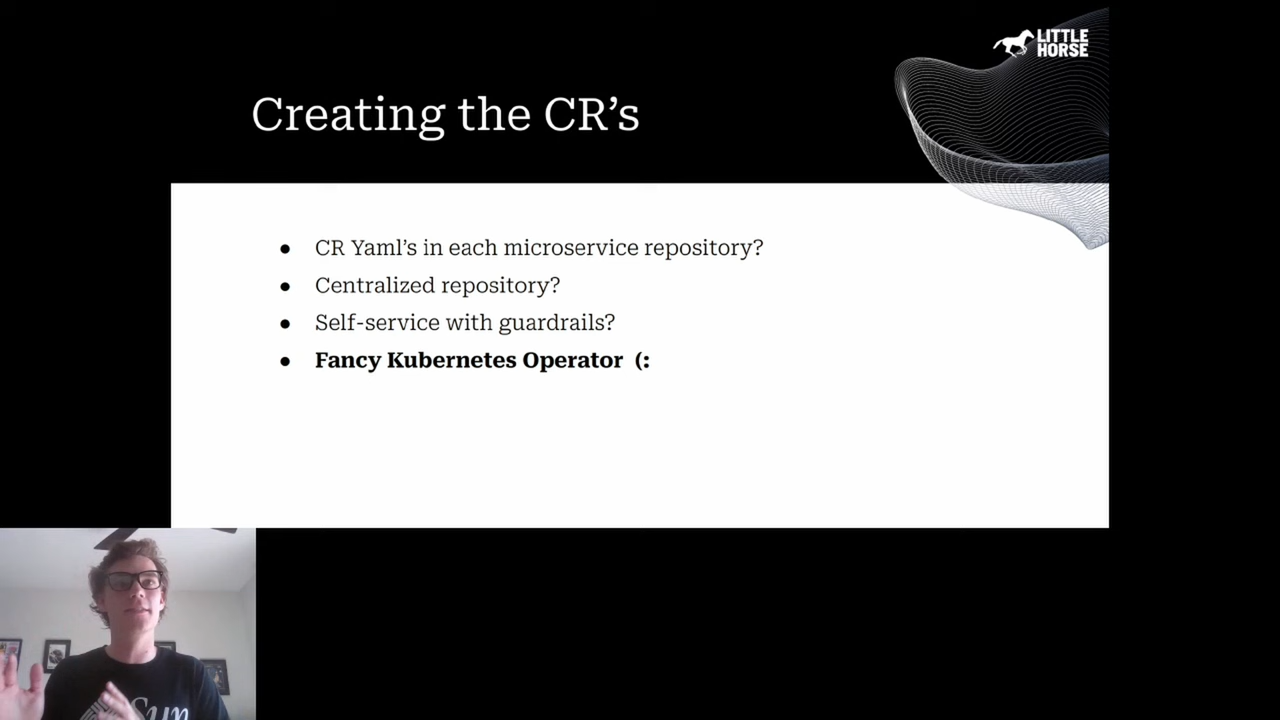 LITTLE
HORSE
Creating the CR’s
● CR Yaml’s in each microservice repository?
● Centralized repository?
● Self-service with guardrails?
● Fancy Kubernetes Operator (:
Sun